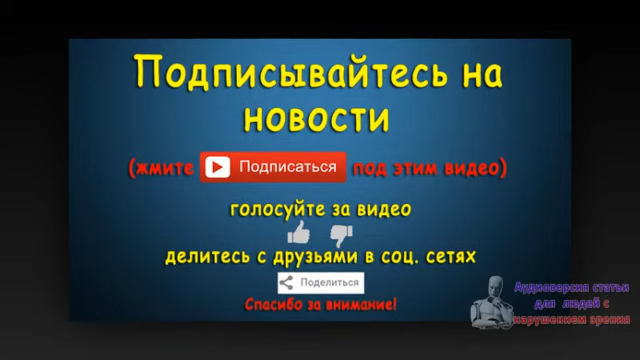 Подписывайтесь на
новости
(жмите Подписаться под этим видео)
голосуйте за видео
делитесь с друзьями в соц. сетях
Поделиться
Спасибо за внимание!
Аудиоверсия статьи
для людей с
нарушением зрения